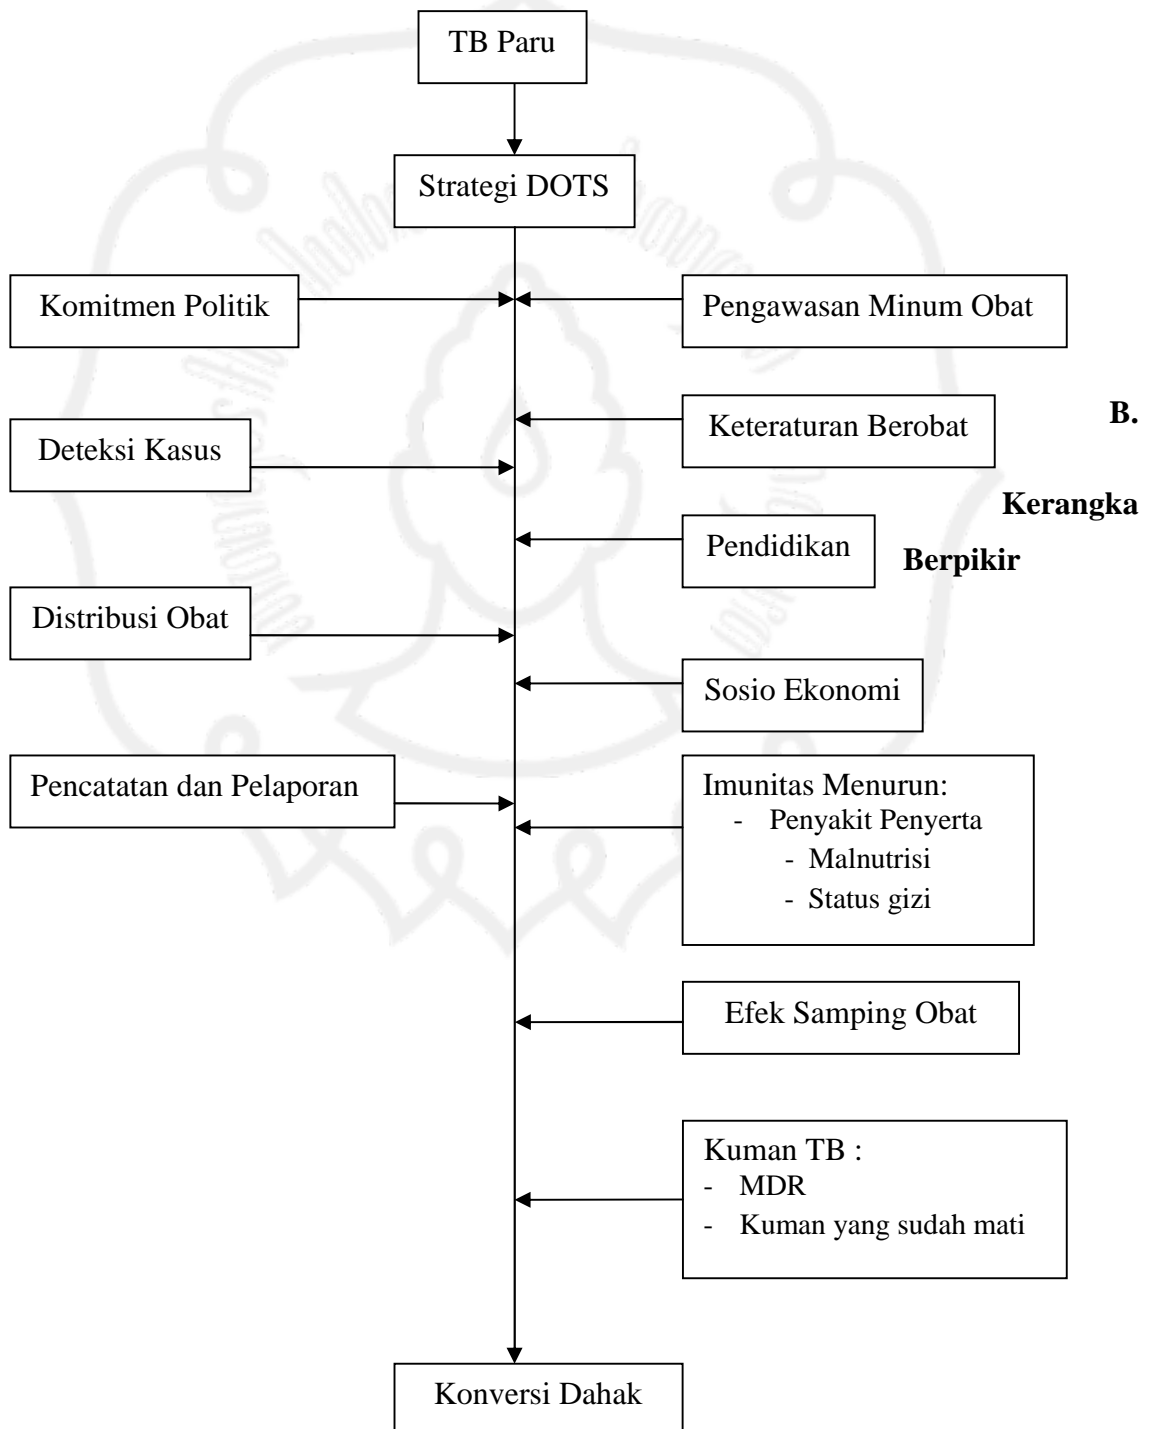 TB Paru
Strategi DOTS
Komitmen Politik
Pengawasan Minum Obat
B.
Keteraturan Berobat
Deteksi Kasus
Kerangka
Pendidikan
Berpikir
Distribusi Obat
Sosio Ekonomi
Pencatatan dan Pelaporan
Imunitas Menurun:
- Penyakit Penyerta
- Malnutrisi
- Status gizi
Efek Samping Obat
Kuman TB :
- MDR
- Kuman yang sudah mati
Konversi Dahak